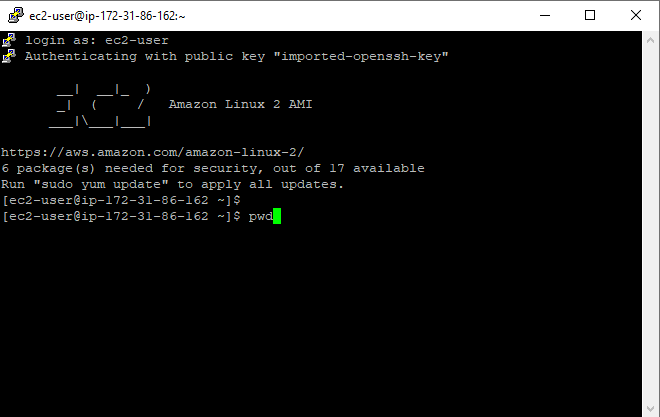 ec2-user@ip-172-31-86-162:~
login as: ec2-user
Authenticating with public key "imported-openssh-key"
       __|  __|_  )
       _|  (     /   Amazon Linux 2 AMI
      ___|\___|___|
https://aws.amazon.com/amazon-linux-2/
6 package(s) needed for security, out of 17 available
Run "sudo yum update" to apply all updates.
[ec2-user@ip-172-31-86-162 ~]$
[ec2-user@ip-172-31-86-162 ~]$ pwd